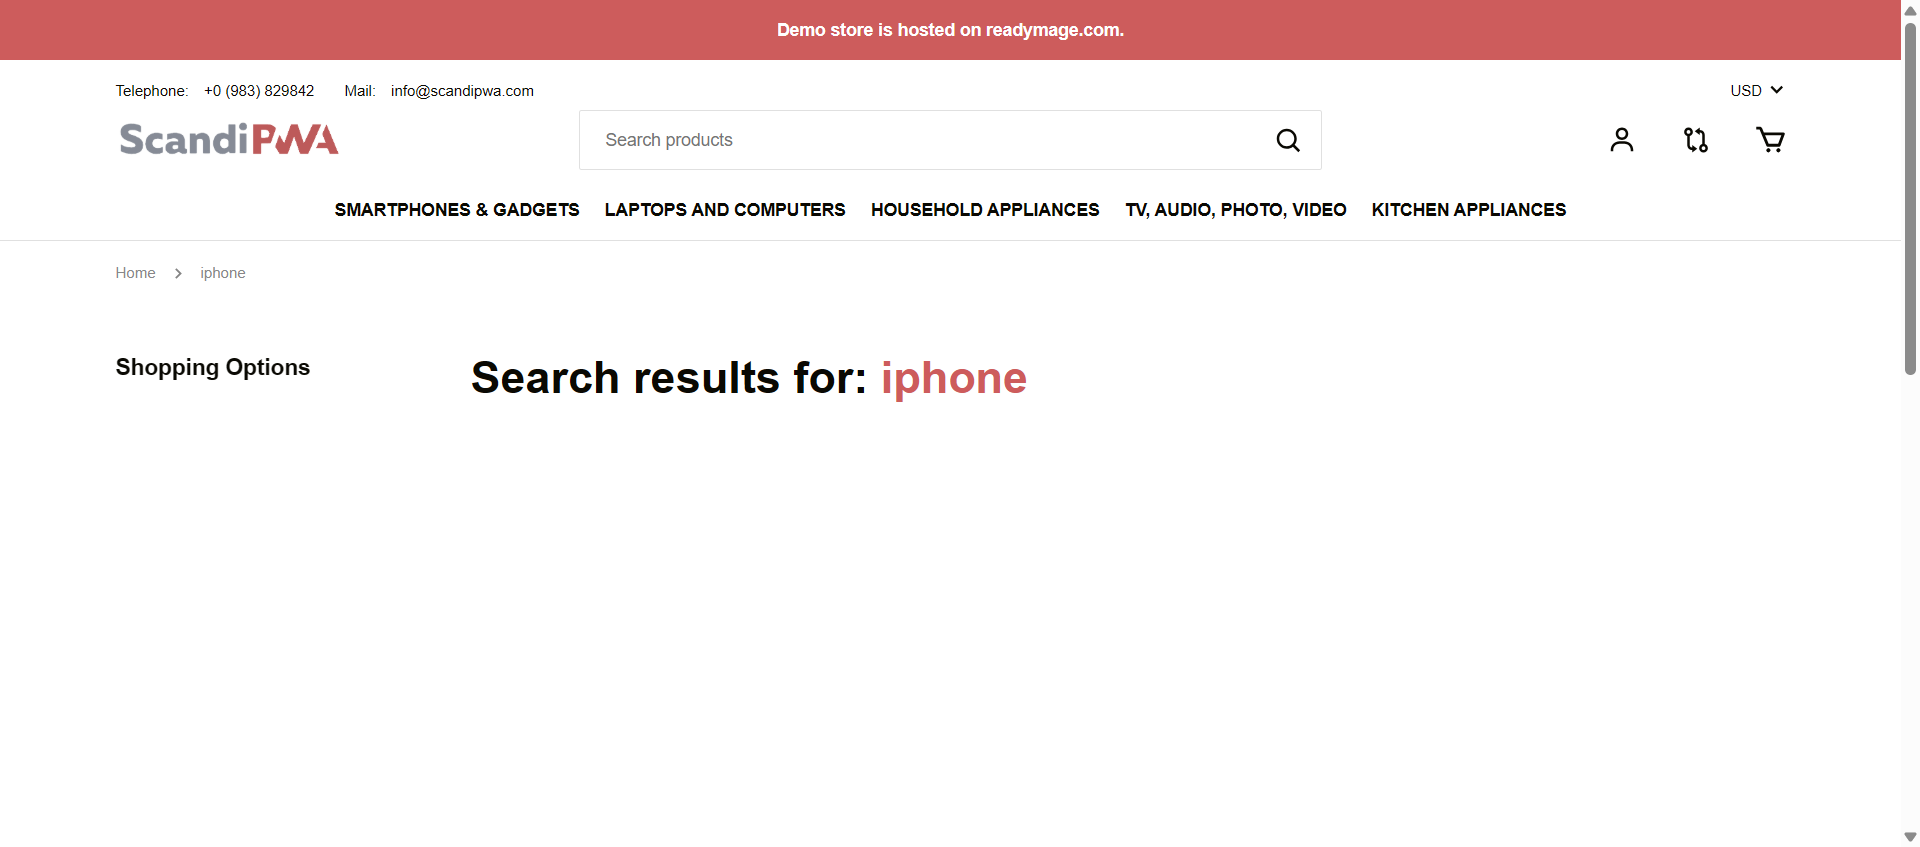 Demo store is hosted on readymage.com.
Telephone: +0 (983) 829842 Mail: info@scandipwa.com
USD
ScandiPWA
Search products
SMARTPHONES & GADGETS LAPTOPS AND COMPUTERS HOUSEHOLD APPLIANCES TV, AUDIO, PHOTO, VIDEO KITCHEN APPLIANCES
Home iphone
Shopping Options
Search results for: iphone